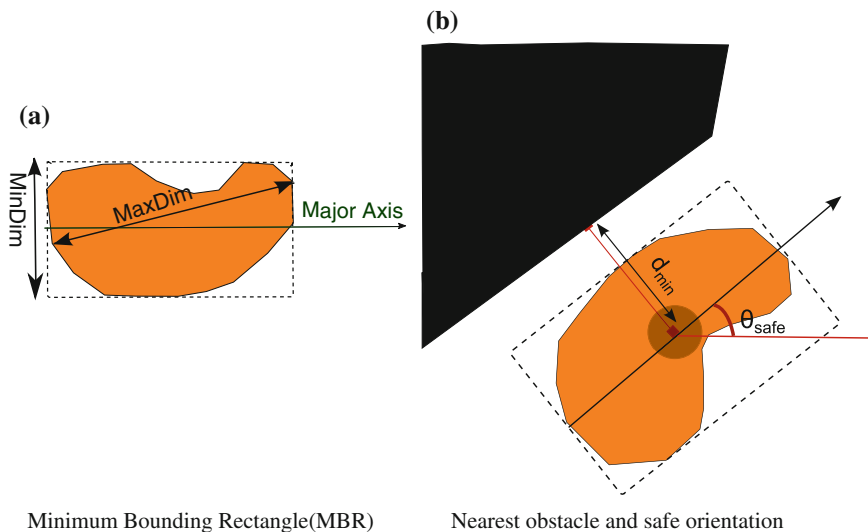 (a)
(b)
MinDim
MaxDim
Major Axis
d_min
θ_safe
Minimum Bounding Rectangle(MBR)
Nearest obstacle and safe orientation